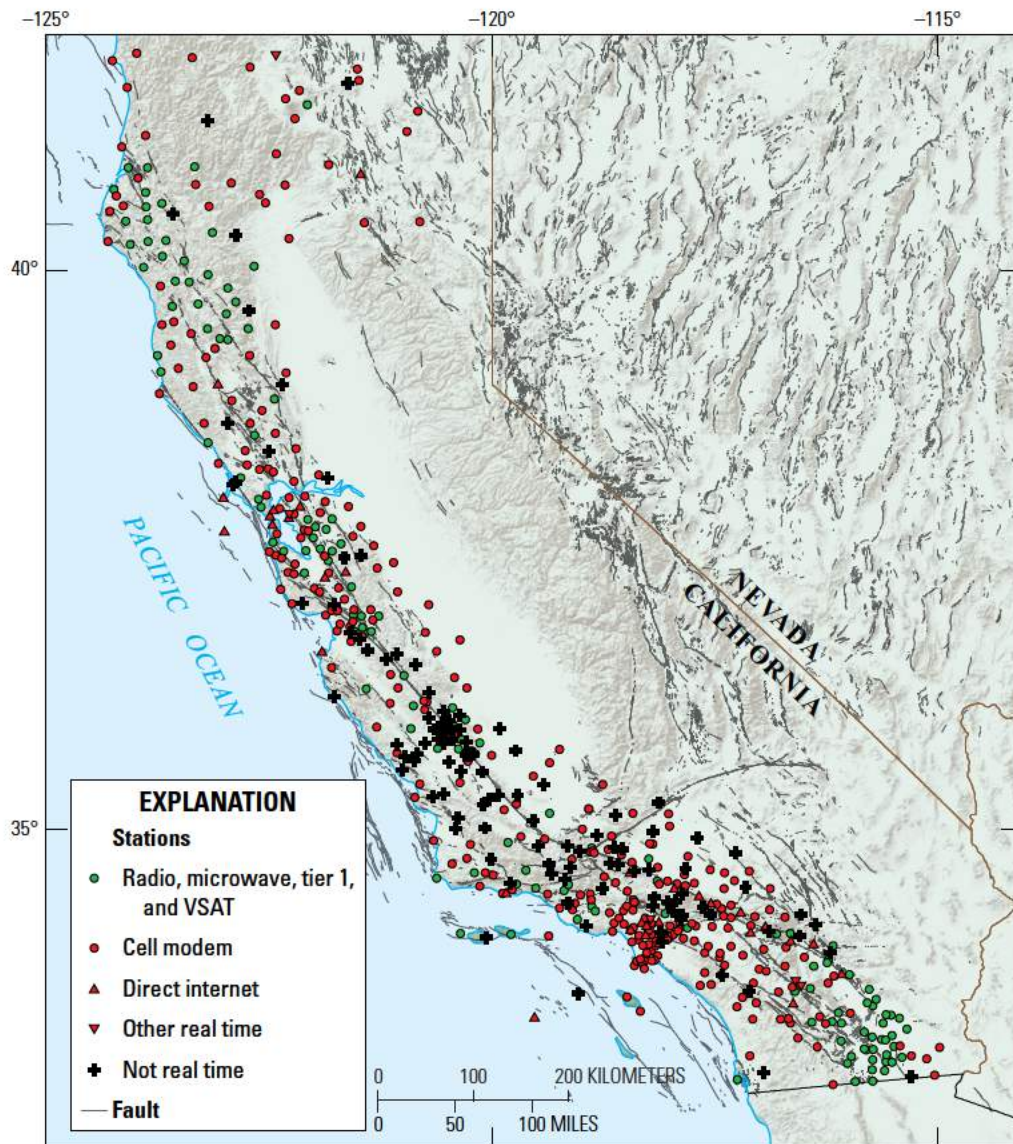 −125°
−120°
−115°
40°
35°
PACIFIC OCEAN
NEVADA
CALIFORNIA
EXPLANATION
Stations
Radio, microwave, tier 1,
and VSAT
Cell modem
Direct internet
Other real time
Not real time
Fault
0 100 200 KILOMETERS
0 50 100 MILES